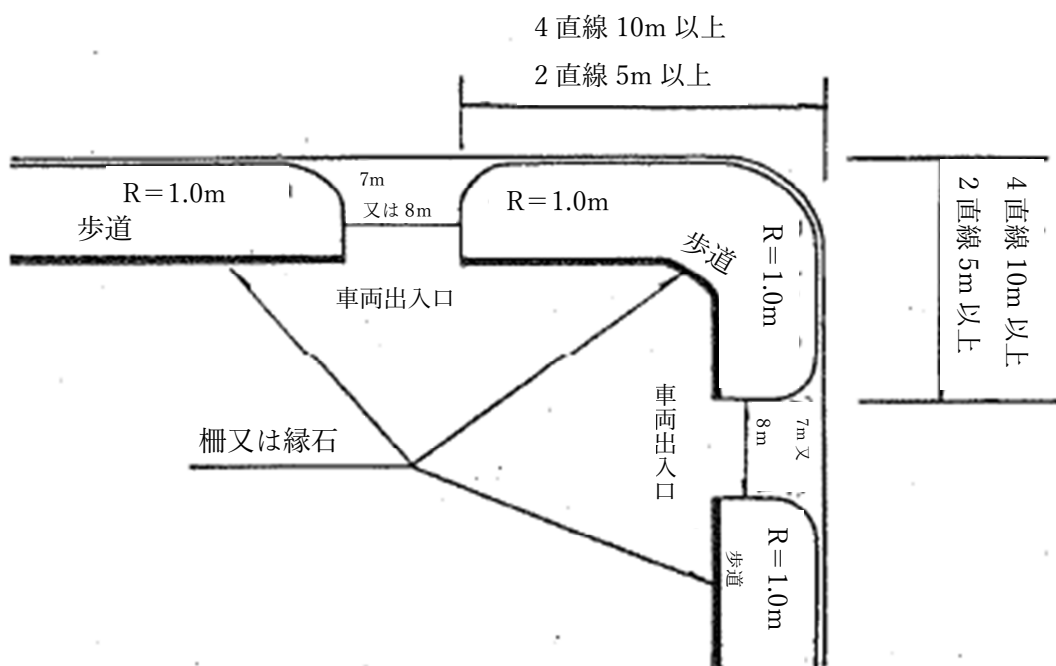 4 直線 10m 以上
2 直線 5m 以上
R=1.0m
歩道
7m
又は 8m
R=1.0m
歩道
R=1.0m
4 直線 10m 以上
2 直線 5m 以上
車両出入口
車両出入口
7m 又
8m
柵又は縁石
歩道
R=1.0m